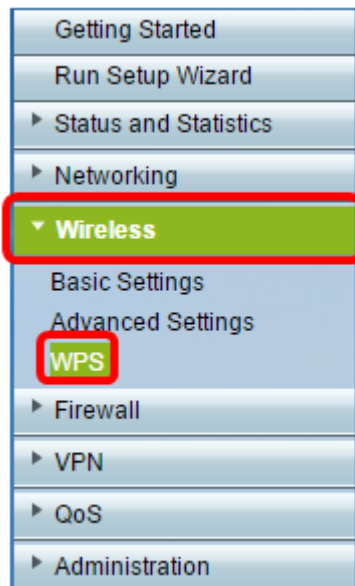 Getting Started
Run Setup Wizard
Status and Statistics
Networking
Wireless
Basic Settings
Advanced Settings
WPS
Firewall
VPN
QoS
Administration